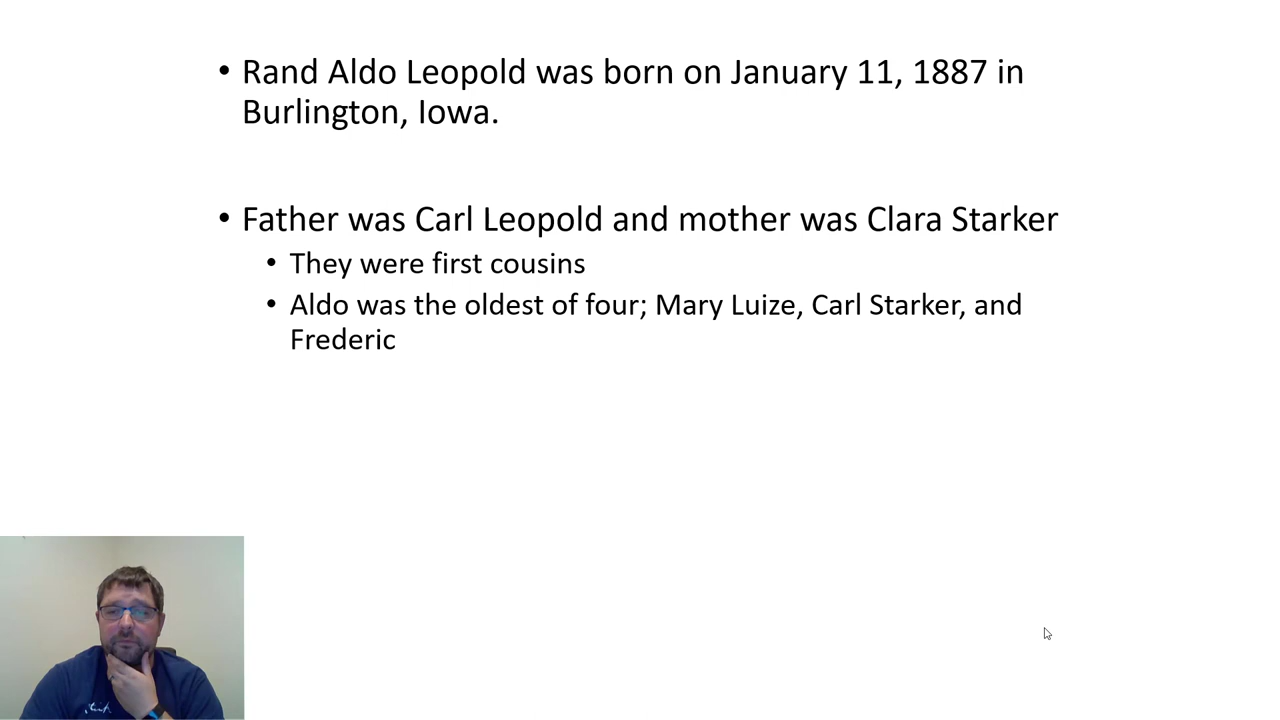 • Rand Aldo Leopold was born on January 11, 1887 in
Burlington, Iowa.
• Father was Carl Leopold and mother was Clara Starker
• They were first cousins
• Aldo was the oldest of four; Mary Luize, Carl Starker, and
Frederic